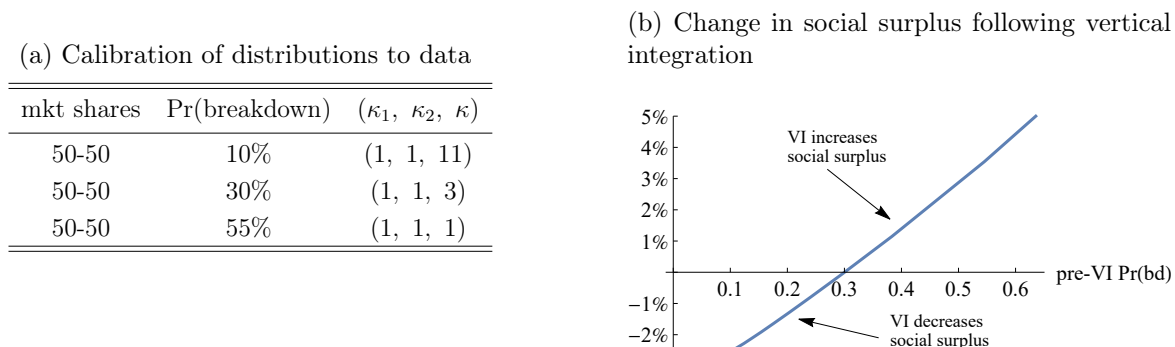 (a) Calibration of distributions to data
mkt shares Pr(breakdown) (κ₁, κ₂, κ)
50-50 10% (1, 1, 11)
50-50 30% (1, 1, 3)
50-50 55% (1, 1, 1)
(b) Change in social surplus following vertical
integration
5%
4%
3%
2%
1%
−1%
−2%
VI increases
social surplus
0.1 0.2 0.3 0.4 0.5 0.6
pre-VI Pr(bd)
VI decreases
social surplus